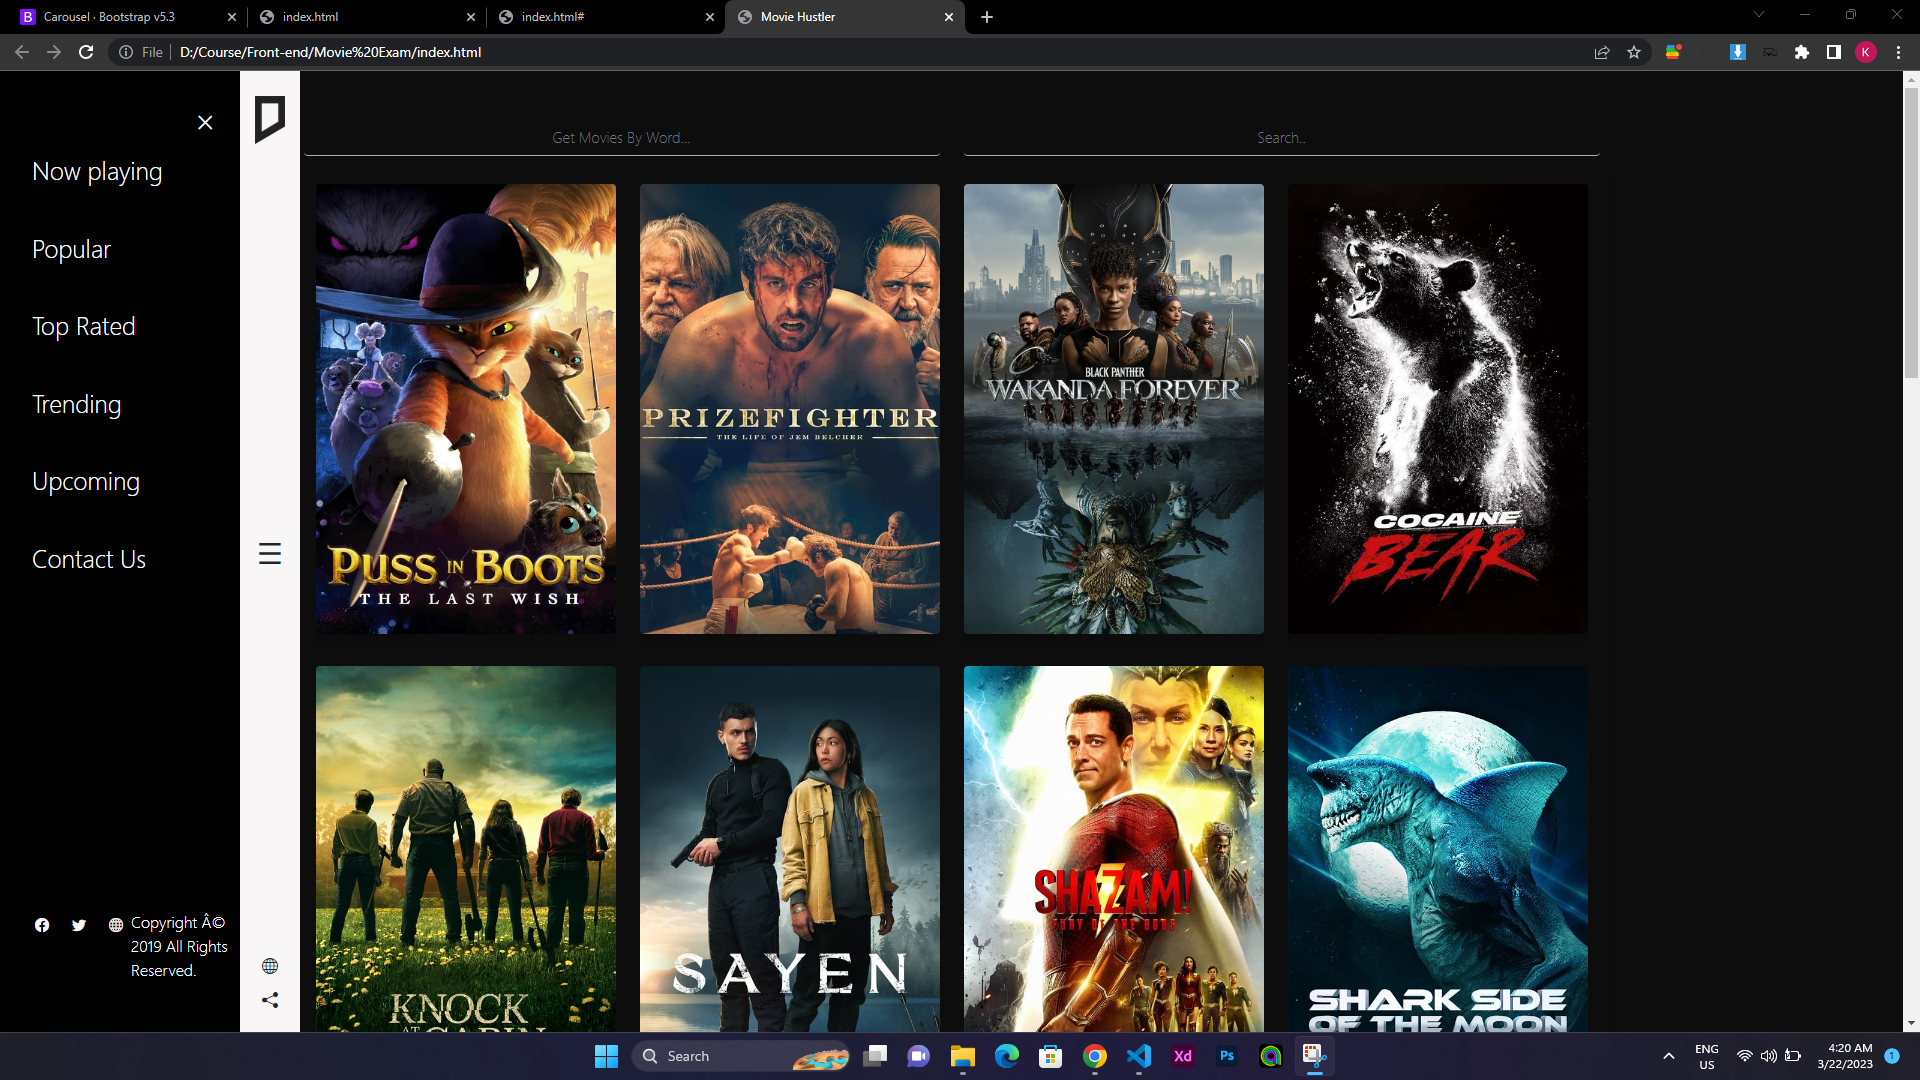 Carousel · Bootstrap v5.3
index.html
index.html#
Movie Hustler
File
D:/Course/Front-end/Movie%20Exam/index.html
K
Now playing
Popular
Top Rated
Trending
Upcoming
Contact Us
Copyright Â©
2019 All Rights
Reserved.
Get Movies By Word...
Search..
PUSS IN BOOTS
THE LAST WISH
PRIZEFIGHTER
THE LIFE OF JEM BELCHER
BLACK PANTHER
WAKANDA FOREVER
COCAINE
BEAR
KNOCK
AT THE CABIN
SAYEN
SHAZAM!
FURY OF THE GODS
SHARK SIDE
OF THE MOON
Search
Xd
Ps
ENG
US
4:20 AM
3/22/2023
1